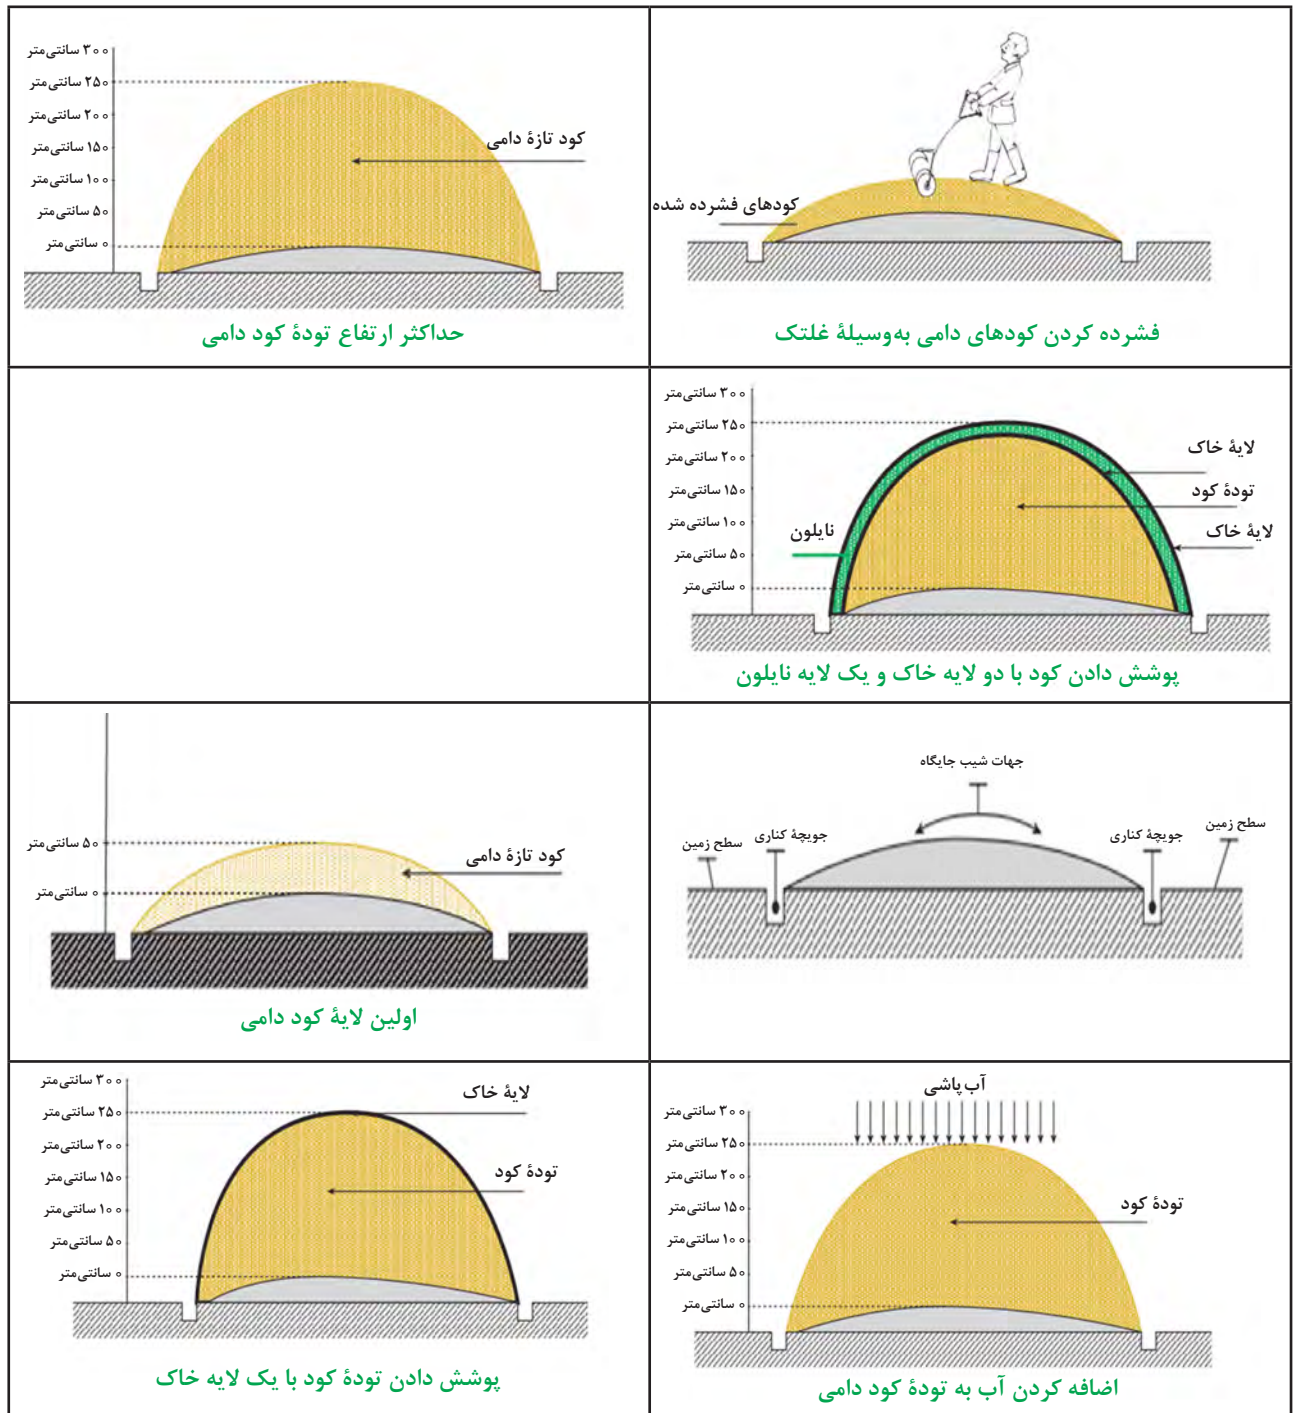 کودهای فشرده شده
فشرده کردن کودهای دامی به‌وسیلهٔ غلتک
۳۰۰ سانتی‌متر
۲۵۰ سانتی‌متر
۲۰۰ سانتی‌متر
۱۵۰ سانتی‌متر
۱۰۰ سانتی‌متر
۵۰ سانتی‌متر
۰ سانتی‌متر
کود تازهٔ دامی
حداکثر ارتفاع تودهٔ کود دامی
۳۰۰ سانتی‌متر
۲۵۰ سانتی‌متر
۲۰۰ سانتی‌متر
۱۵۰ سانتی‌متر
۱۰۰ سانتی‌متر
۵۰ سانتی‌متر
۰ سانتی‌متر
لایهٔ خاک
تودهٔ کود
لایهٔ خاک
نایلون
پوشش دادن کود با دو لایه خاک و یک لایه نایلون
جهات شیب جایگاه
سطح زمین
جویچهٔ کناری
جویچهٔ کناری
سطح زمین
۵۰ سانتی‌متر
۰ سانتی‌متر
کود تازهٔ دامی
اولین لایهٔ کود دامی
آب پاشی
۳۰۰ سانتی‌متر
۲۵۰ سانتی‌متر
۲۰۰ سانتی‌متر
۱۵۰ سانتی‌متر
۱۰۰ سانتی‌متر
۵۰ سانتی‌متر
۰ سانتی‌متر
تودهٔ کود
اضافه کردن آب به تودهٔ کود دامی
۳۰۰ سانتی‌متر
۲۵۰ سانتی‌متر
۲۰۰ سانتی‌متر
۱۵۰ سانتی‌متر
۱۰۰ سانتی‌متر
۵۰ سانتی‌متر
۰ سانتی‌متر
لایهٔ خاک
تودهٔ کود
پوشش دادن تودهٔ کود با یک لایه خاک